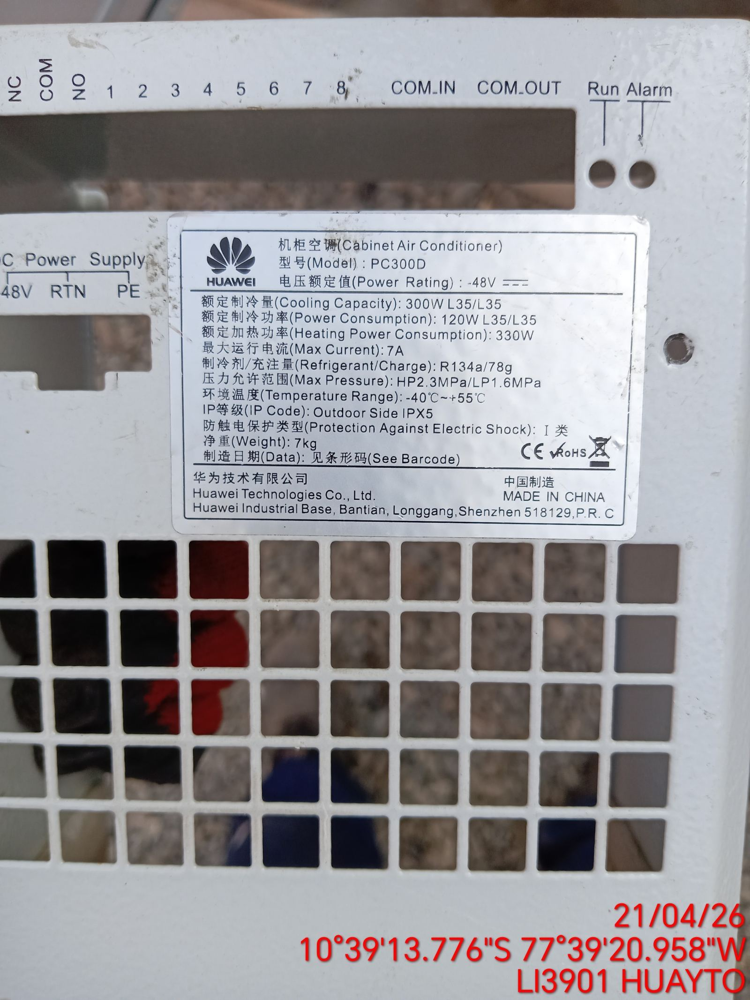 NC COM NO 1 2 3 4 5 6 7 8 COM_IN COM_OUT Run Alarm
Power Supply
-48V RTN PE
HUAWEI
机柜空调(Cabinet Air Conditioner)
型号(Model) : PC300D
电压额定值(Power Rating) : -48V
额定制冷量(Cooling Capacity): 300W L35/L35
额定制冷功率(Power Consumption): 120W L35/L35
额定加热功率(Heating Power Consumption): 330W
最大运行电流(Max Current): 7A
制冷剂/充注量(Refrigerant/Charge): R134a/78g
压力允许范围(Max Pressure): HP2.3MPa/LP1.6MPa
环境温度(Temperature Range): -40℃~+55℃
IP等级(IP Code): Outdoor Side IPX5
防触电保护类型(Protection Against Electric Shock): I 类
净重(Weight): 7kg
制造日期(Data): 见条形码(See Barcode)
CE RoHS
华为技术有限公司
中国制造
Huawei Technologies Co., Ltd.
MADE IN CHINA
Huawei Industrial Base, Bantian, Longgang,Shenzhen 518129,P.R. C
21/04/26
10°39'13.776"S 77°39'20.958"W
LI3901 HUAYTO